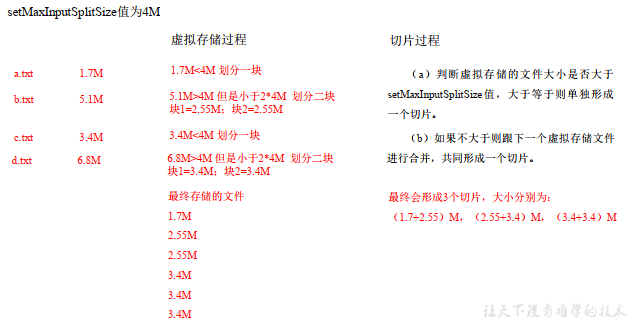 setMaxInputSplitSize值为4M
虚拟存储过程
切片过程
a.txt 1.7M 1.7M<4M 划分一块
b.txt 5.1M 5.1M>4M 但是小于2*4M 划分二块
块1=2.55M；块2=2.55M
c.txt 3.4M 3.4M<4M 划分一块
d.txt 6.8M 6.8M>4M 但是小于2*4M 划分二块
块1=3.4M；块2=3.4M
最终存储的文件
1.7M
2.55M
2.55M
3.4M
3.4M
3.4M
（a）判断虚拟存储的文件大小是否大于
setMaxInputSplitSize值，大于等于则单独形成
一个切片。
（b）如果不大于则跟下一个虚拟存储文件
进行合并，共同形成一个切片。
最终会形成3个切片，大小分别为：
（1.7+2.55）M，（2.55+3.4）M，（3.4+3.4）M
让天下没有难学的技术